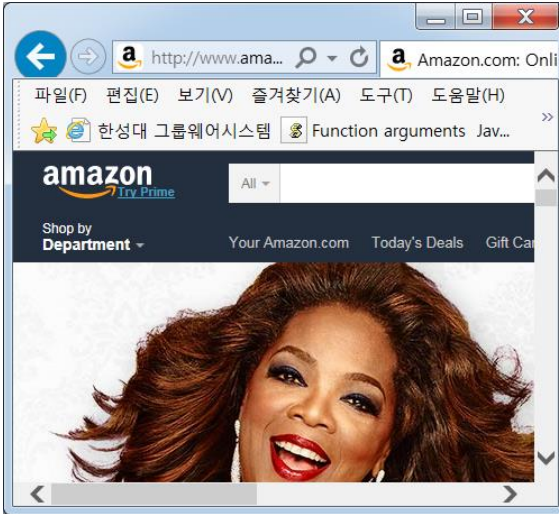 http://www.ama...
Amazon.com: Onli
파일(F) 편집(E) 보기(V) 즐겨찾기(A) 도구(T) 도움말(H)
한성대 그룹웨어시스템 Function arguments Jav...
amazon
Try Prime
All
Shop by
Department
Your Amazon.com Today's Deals Gift Car